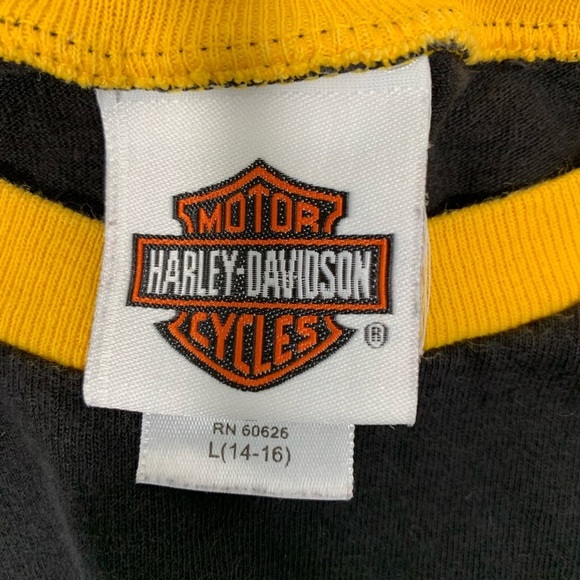 MOTOR
HARLEY-DAVIDSON
CYCLES
®
RN 60626
L(14-16)